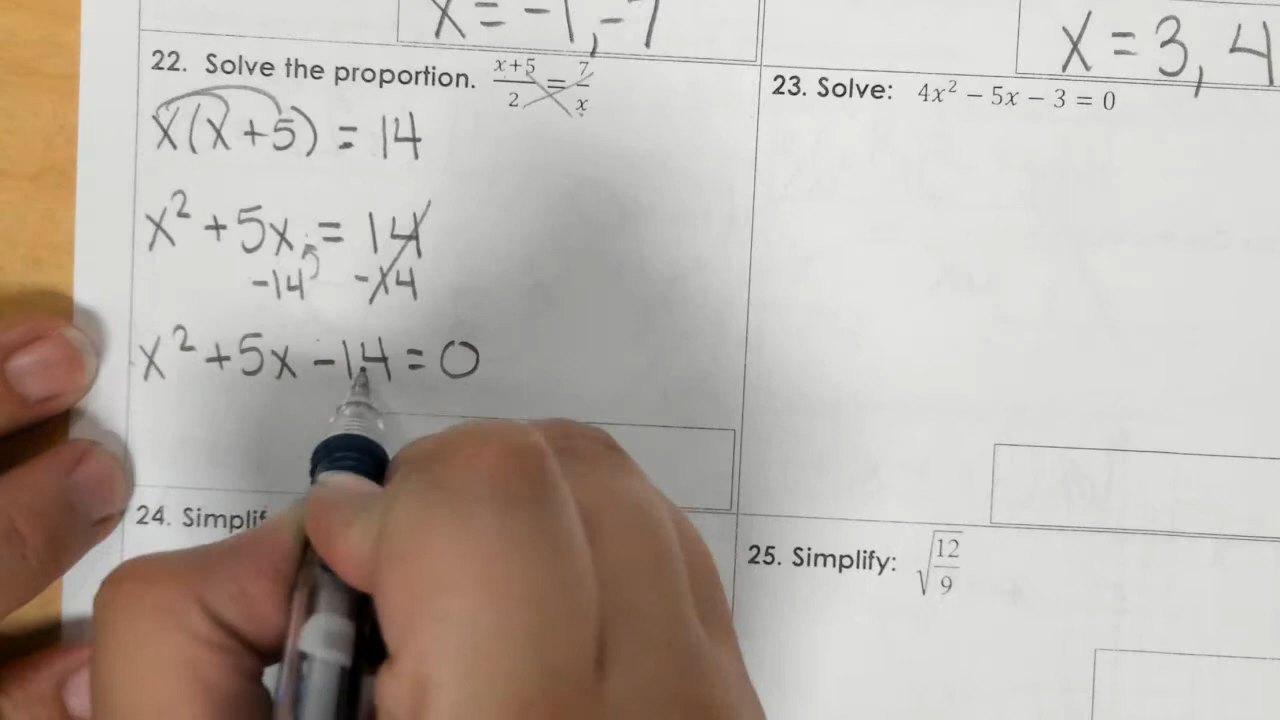 x = -1, -7
x = 3, 4
22. Solve the proportion. x+5/2 = 7/x
x(x+5) = 14
x² + 5x = 14
-14 -14
x² + 5x - 14 = 0
23. Solve: 4x² − 5x − 3 = 0
24.
25. Simplify: √12/9